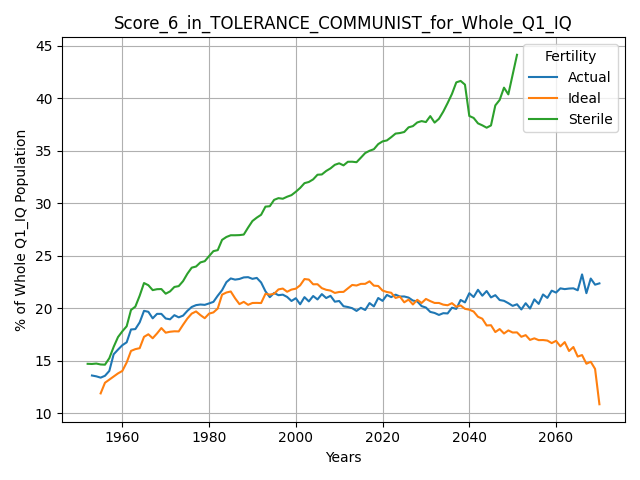 Score_6_in_TOLERANCE_COMMUNIST_for_Whole_Q1_IQ
Fertility
Actual
Ideal
Sterile
% of Whole Q1_IQ Population
45
40
35
30
25
20
15
10
1960 1980 2000 2020 2040 2060
Years